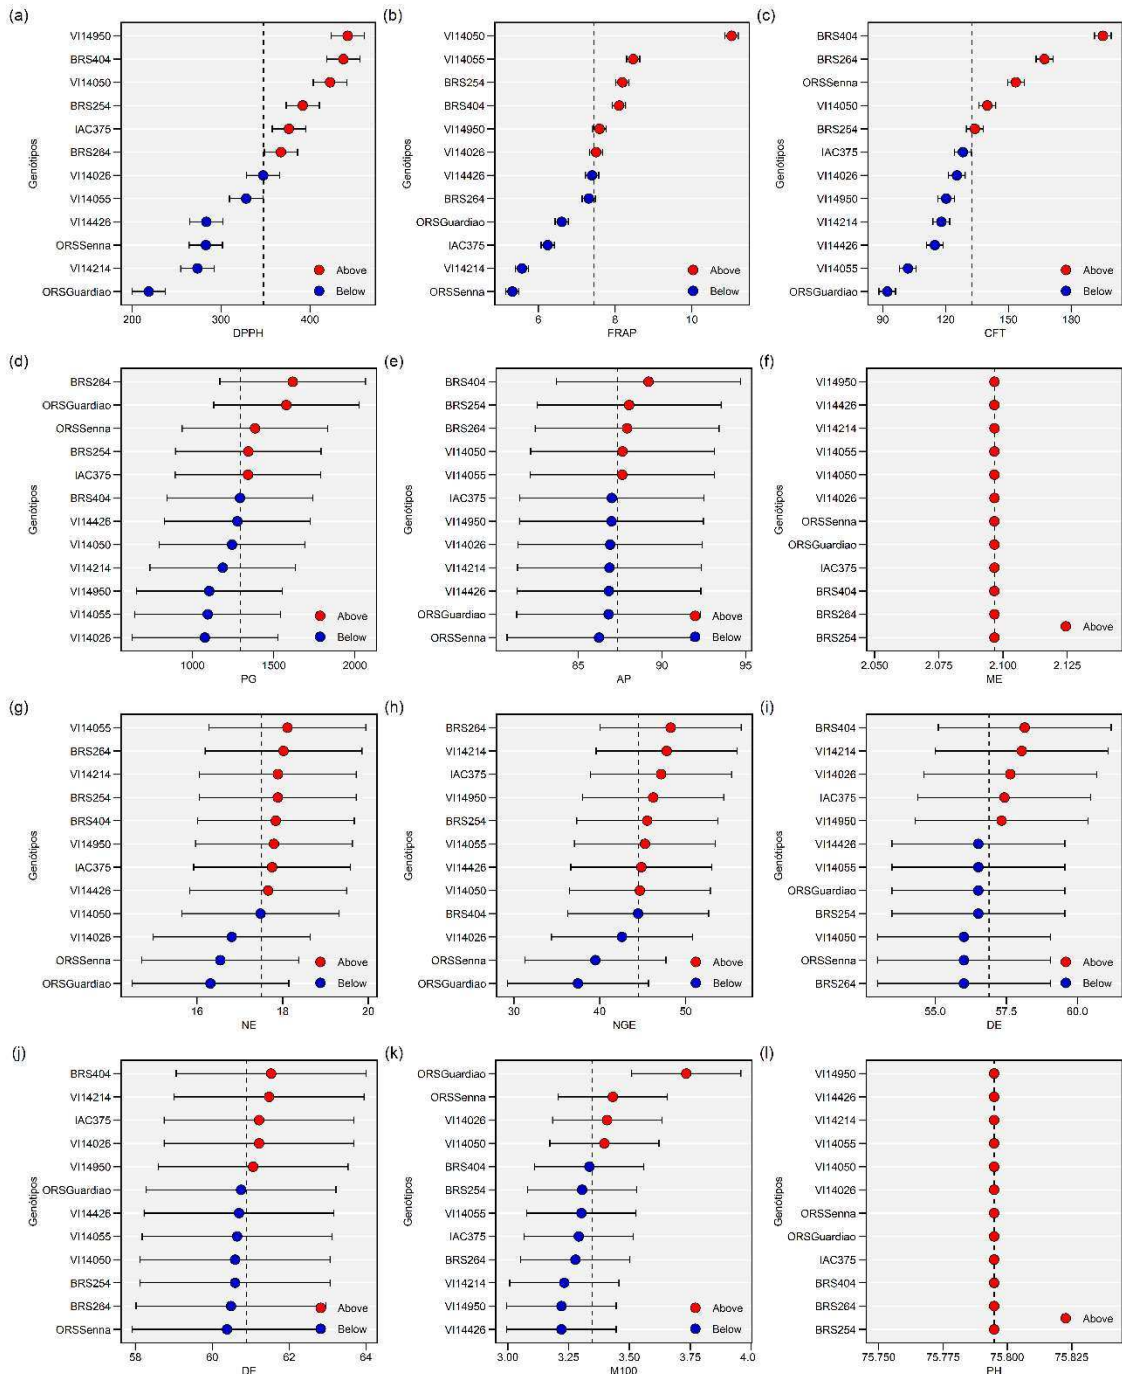 (a)
VI14950
BRS404
VI14050
BRS254
IAC375
BRS264
VI14026
VI14055
VI14426
ORSSenna
VI14214
ORSGuardiao
Genótipos
Above
Below
200 300 400
DPPH
(b)
VI14050
VI14055
BRS254
BRS404
VI14950
VI14026
VI14426
BRS264
ORSGuardiao
IAC375
VI14214
ORSSenna
Genótipos
Above
Below
6 8 10
FRAP
(c)
BRS404
BRS264
ORSSenna
VI14050
BRS254
IAC375
VI14026
VI14950
VI14214
VI14426
VI14055
ORSGuardiao
Genótipos
Above
Below
90 120 150 180
CFT
(d)
BRS264
ORSGuardiao
ORSSenna
BRS254
IAC375
BRS404
VI14426
VI14050
VI14214
VI14950
VI14055
VI14026
Genótipos
Above
Below
1000 1500 2000
PG
(e)
BRS404
BRS254
BRS264
VI14050
VI14055
IAC375
VI14950
VI14026
VI14214
VI14426
ORSGuardiao
ORSSenna
Genótipos
Above
Below
85 90 95
AP
(f)
VI14950
VI14426
VI14214
VI14055
VI14050
VI14026
ORSSenna
ORSGuardiao
IAC375
BRS404
BRS264
BRS254
Genótipos
Above
2.050 2.075 2.100 2.125
ME
(g)
VI14055
BRS264
VI14214
BRS254
BRS404
VI14950
IAC375
VI14426
VI14050
VI14026
ORSSenna
ORSGuardiao
Genótipos
Above
Below
16 18 20
NE
(h)
BRS264
VI14214
IAC375
VI14950
BRS254
VI14055
VI14426
VI14050
BRS404
VI14026
ORSSenna
ORSGuardiao
Genótipos
Above
Below
30 40 50
NGE
(i)
BRS404
VI14214
VI14026
IAC375
VI14950
VI14426
VI14055
ORSGuardiao
BRS254
VI14050
ORSSenna
BRS264
Genótipos
Above
Below
55.0 57.5 60.0
DE
(j)
BRS404
VI14214
IAC375
VI14026
VI14950
ORSGuardiao
VI14426
VI14055
VI14050
BRS254
BRS264
ORSSenna
Genótipos
Above
Below
58 60 62 64
DF
(k)
ORSGuardiao
ORSSenna
VI14026
VI14050
BRS404
BRS254
VI14055
IAC375
BRS264
VI14214
VI14950
VI14426
Genótipos
Above
Below
3.00 3.25 3.50 3.75 4.0
M100
(l)
VI14950
VI14426
VI14214
VI14055
VI14050
VI14026
ORSSenna
ORSGuardiao
IAC375
BRS404
BRS264
BRS254
Genótipos
Above
75.750 75.775 75.800 75.825
PH